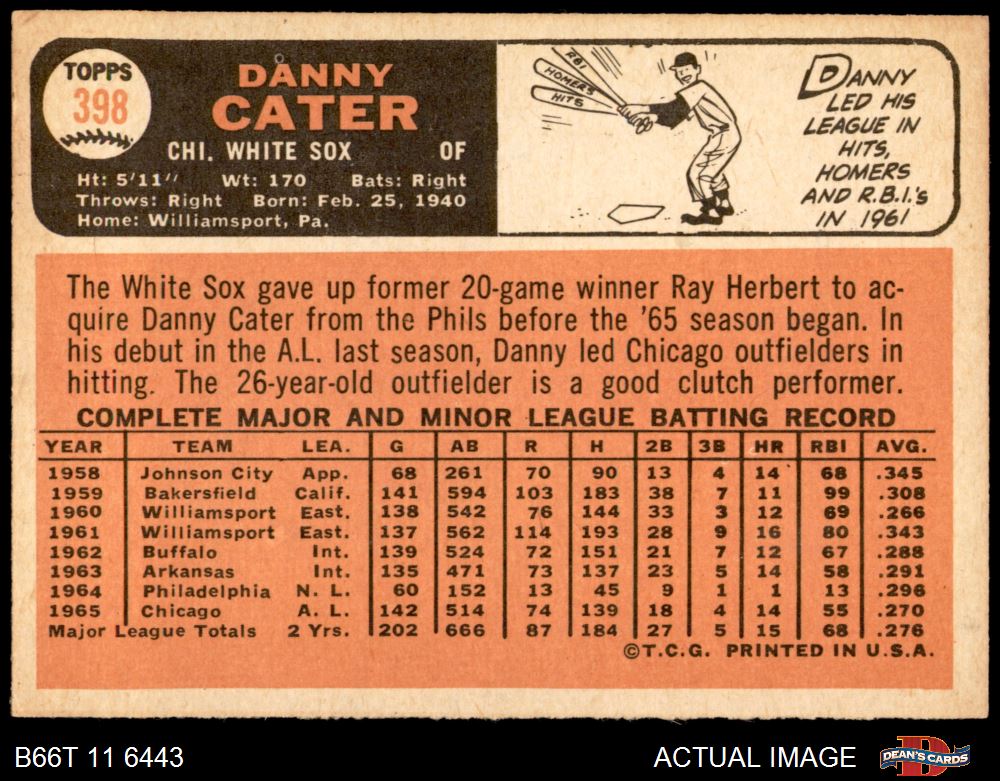 TOPPS
398
DANNY
CATER
CHI. WHITE SOX OF
Ht: 5'11" Wt: 170 Bats: Right
Throws: Right Born: Feb. 25, 1940
Home: Williamsport, Pa.
RBI
HOMERS
HITS
DANNY
LED HIS
LEAGUE IN
HITS,
HOMERS
AND R.B.I.'s
IN 1961
The White Sox gave up former 20-game winner Ray Herbert to ac-
quire Danny Cater from the Phils before the '65 season began. In
his debut in the A.L. last season, Danny led Chicago outfielders in
hitting. The 26-year-old outfielder is a good clutch performer.
COMPLETE MAJOR AND MINOR LEAGUE BATTING RECORD
YEAR TEAM LEA. G AB R H 2B 3B HR RBI AVG.
1958 Johnson City App. 68 261 70 90 13 4 14 68 .345
1959 Bakersfield Calif. 141 594 103 183 38 7 11 99 .308
1960 Williamsport East. 138 542 76 144 33 3 12 69 .266
1961 Williamsport East. 137 562 114 193 28 9 16 80 .343
1962 Buffalo Int. 139 524 72 151 21 7 12 67 .288
1963 Arkansas Int. 135 471 73 137 23 5 14 58 .291
1964 Philadelphia N. L. 60 152 13 45 9 1 1 13 .296
1965 Chicago A. L. 142 514 74 139 18 4 14 55 .270
Major League Totals 2 Yrs. 202 666 87 184 27 5 15 68 .276
©T.C.G. PRINTED IN U.S.A.
B66T 11 6443 ACTUAL IMAGE DEAN'S CARDS